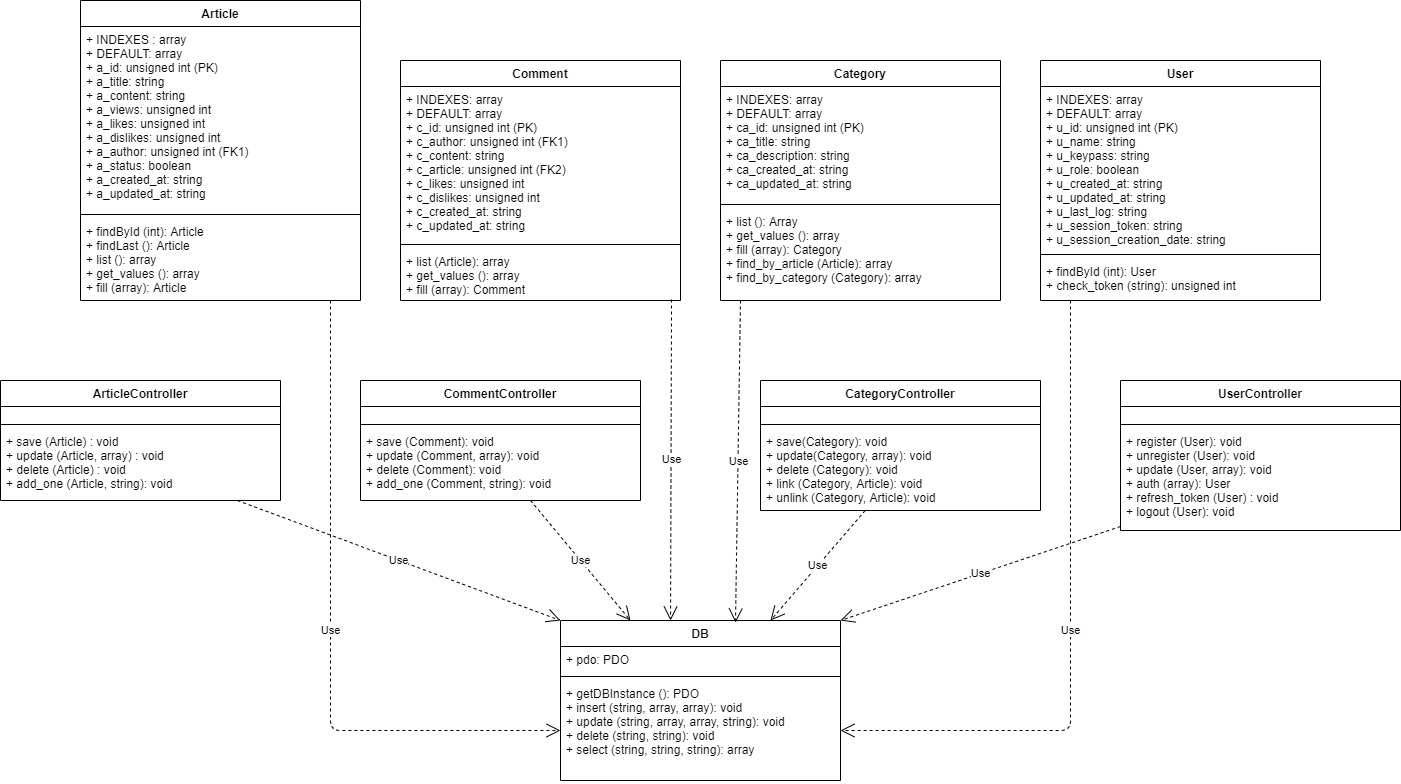 Article
+ INDEXES : array
+ DEFAULT: array
+ a_id: unsigned int (PK)
+ a_title: string
+ a_content: string
+ a_views: unsigned int
+ a_likes: unsigned int
+ a_dislikes: unsigned int
+ a_author: unsigned int (FK1)
+ a_status: boolean
+ a_created_at: string
+ a_updated_at: string
+ findById (int): Article
+ findLast (): Article
+ list (): array
+ get_values (): array
+ fill (array): Article
Comment
+ INDEXES: array
+ DEFAULT: array
+ c_id: unsigned int (PK)
+ c_author: unsigned int (FK1)
+ c_content: string
+ c_article: unsigned int (FK2)
+ c_likes: unsigned int
+ c_dislikes: unsigned int
+ c_created_at: string
+ c_updated_at: string
+ list (Article): array
+ get_values (): array
+ fill (array): Comment
Category
+ INDEXES: array
+ DEFAULT: array
+ ca_id: unsigned int (PK)
+ ca_title: string
+ ca_description: string
+ ca_created_at: string
+ ca_updated_at: string
+ list (): Array
+ get_values (): array
+ fill (array): Category
+ find_by_article (Article): array
+ find_by_category (Category): array
User
+ INDEXES: array
+ DEFAULT: array
+ u_id: unsigned int (PK)
+ u_name: string
+ u_keypass: string
+ u_role: boolean
+ u_created_at: string
+ u_updated_at: string
+ u_last_log: string
+ u_session_token: string
+ u_session_creation_date: string
+ findById (int): User
+ check_token (string): unsigned int
ArticleController
+ save (Article) : void
+ update (Article, array) : void
+ delete (Article) : void
+ add_one (Article, string): void
CommentController
+ save (Comment): void
+ update (Comment, array): void
+ delete (Comment): void
+ add_one (Comment, string): void
CategoryController
+ save(Category): void
+ update(Category, array): void
+ delete (Category): void
+ link (Category, Article): void
+ unlink (Category, Article): void
UserController
+ register (User): void
+ unregister (User): void
+ update (User, array): void
+ auth (array): User
+ refresh_token (User) : void
+ logout (User): void
Use
Use
Use
Use
Use
Use
Use
Use
DB
+ pdo: PDO
+ getDBInstance (): PDO
+ insert (string, array, array): void
+ update (string, array, array, string): void
+ delete (string, string): void
+ select (string, string, string): array